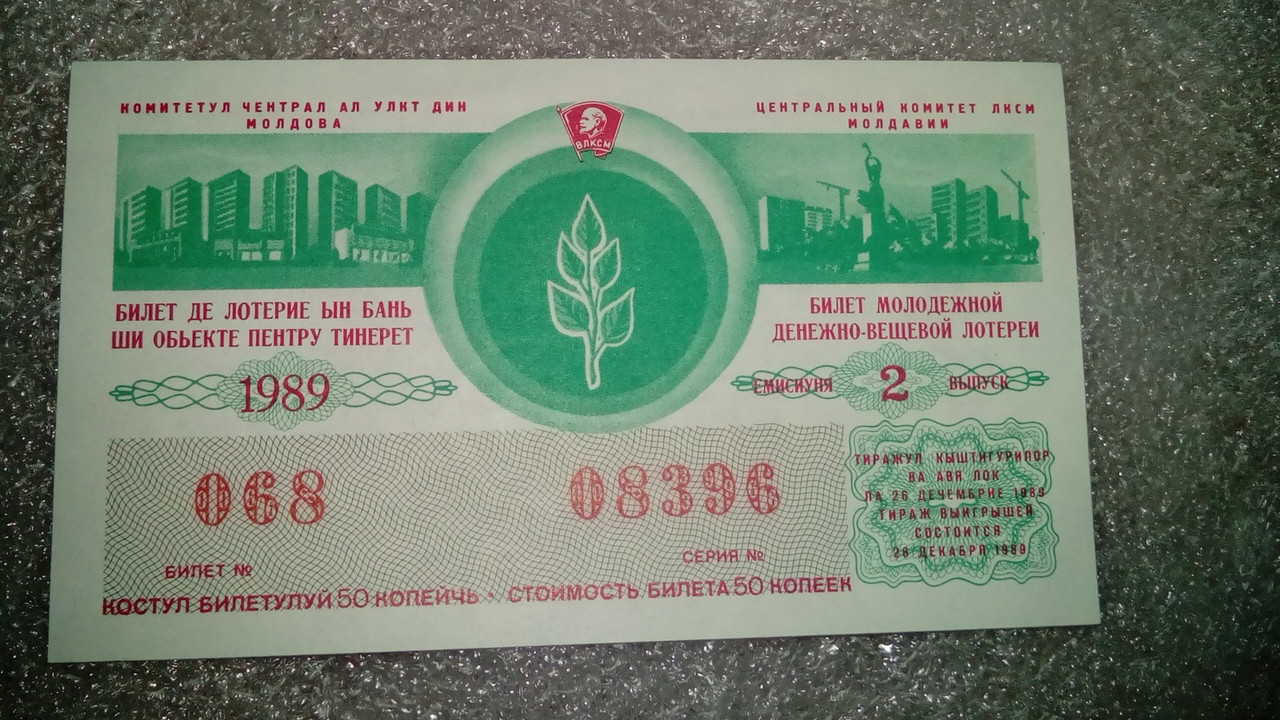 КОМИТЕТУЛ ЧЕНТРАЛ АЛ УЛКТ ДИН
МОЛДОВА
ЦЕНТРАЛЬНЫЙ КОМИТЕТ ЛКСМ
МОЛДАВИИ
ВЛКСМ
БИЛЕТ ДЕ ЛОТЕРИЕ ЫН БАНЬ
ШИ ОБЬЕКТЕ ПЕНТРУ ТИНЕРЕТ
БИЛЕТ МОЛОДЕЖНОЙ
ДЕНЕЖНО-ВЕЩЕВОЙ ЛОТЕРЕИ
1989
ЕМИСИУНЯ 2 ВЫПУСК
068
08396
БИЛЕТ №
СЕРИЯ №
ТИРАЖУЛ КЫШТИГУРИЛОР
ВА АВЯ ЛОК
ЛА 26 ДЕЧЕМБРИЕ 1989
ТИРАЖ ВЫИГРЫШЕЙ
СОСТОИТСЯ
26 ДЕКАБРЯ 1989
КОСТУЛ БИЛЕТУЛУЙ 50 КОПЕЙЧЬ • СТОИМОСТЬ БИЛЕТА 50 КОПЕЕК